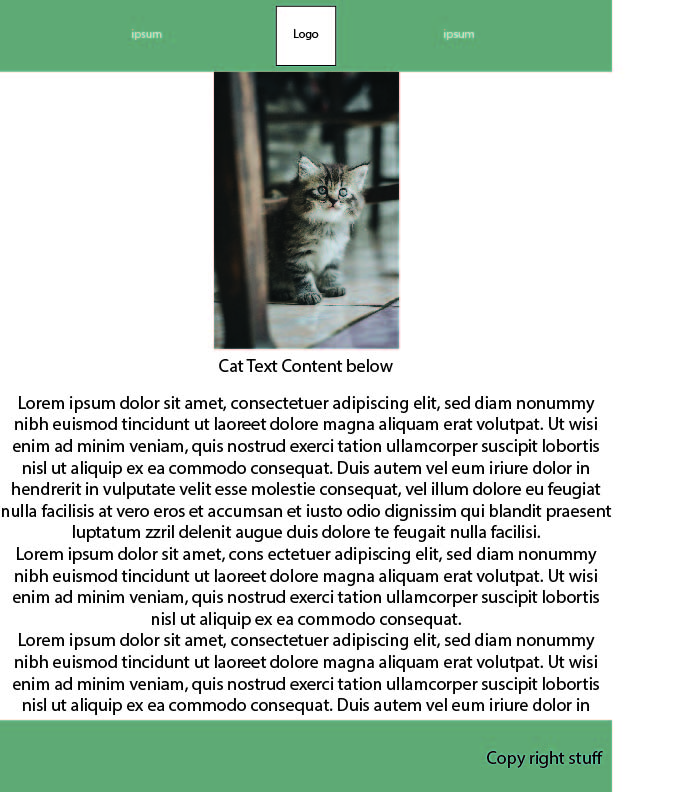 ipsum Logo ipsum
Cat Text Content below
Lorem ipsum dolor sit amet, consectetuer adipiscing elit, sed diam nonummy
nibh euismod tincidunt ut laoreet dolore magna aliquam erat volutpat. Ut wisi
enim ad minim veniam, quis nostrud exerci tation ullamcorper suscipit lobortis
nisl ut aliquip ex ea commodo consequat. Duis autem vel eum iriure dolor in
hendrerit in vulputate velit esse molestie consequat, vel illum dolore eu feugiat
nulla facilisis at vero eros et accumsan et iusto odio dignissim qui blandit praesent
luptatum zzril delenit augue duis dolore te feugait nulla facilisi.
Lorem ipsum dolor sit amet, cons ectetuer adipiscing elit, sed diam nonummy
nibh euismod tincidunt ut laoreet dolore magna aliquam erat volutpat. Ut wisi
enim ad minim veniam, quis nostrud exerci tation ullamcorper suscipit lobortis
nisl ut aliquip ex ea commodo consequat.
Lorem ipsum dolor sit amet, consectetuer adipiscing elit, sed diam nonummy
nibh euismod tincidunt ut laoreet dolore magna aliquam erat volutpat. Ut wisi
enim ad minim veniam, quis nostrud exerci tation ullamcorper suscipit lobortis
nisl ut aliquip ex ea commodo consequat. Duis autem vel eum iriure dolor in
Copy right stuff